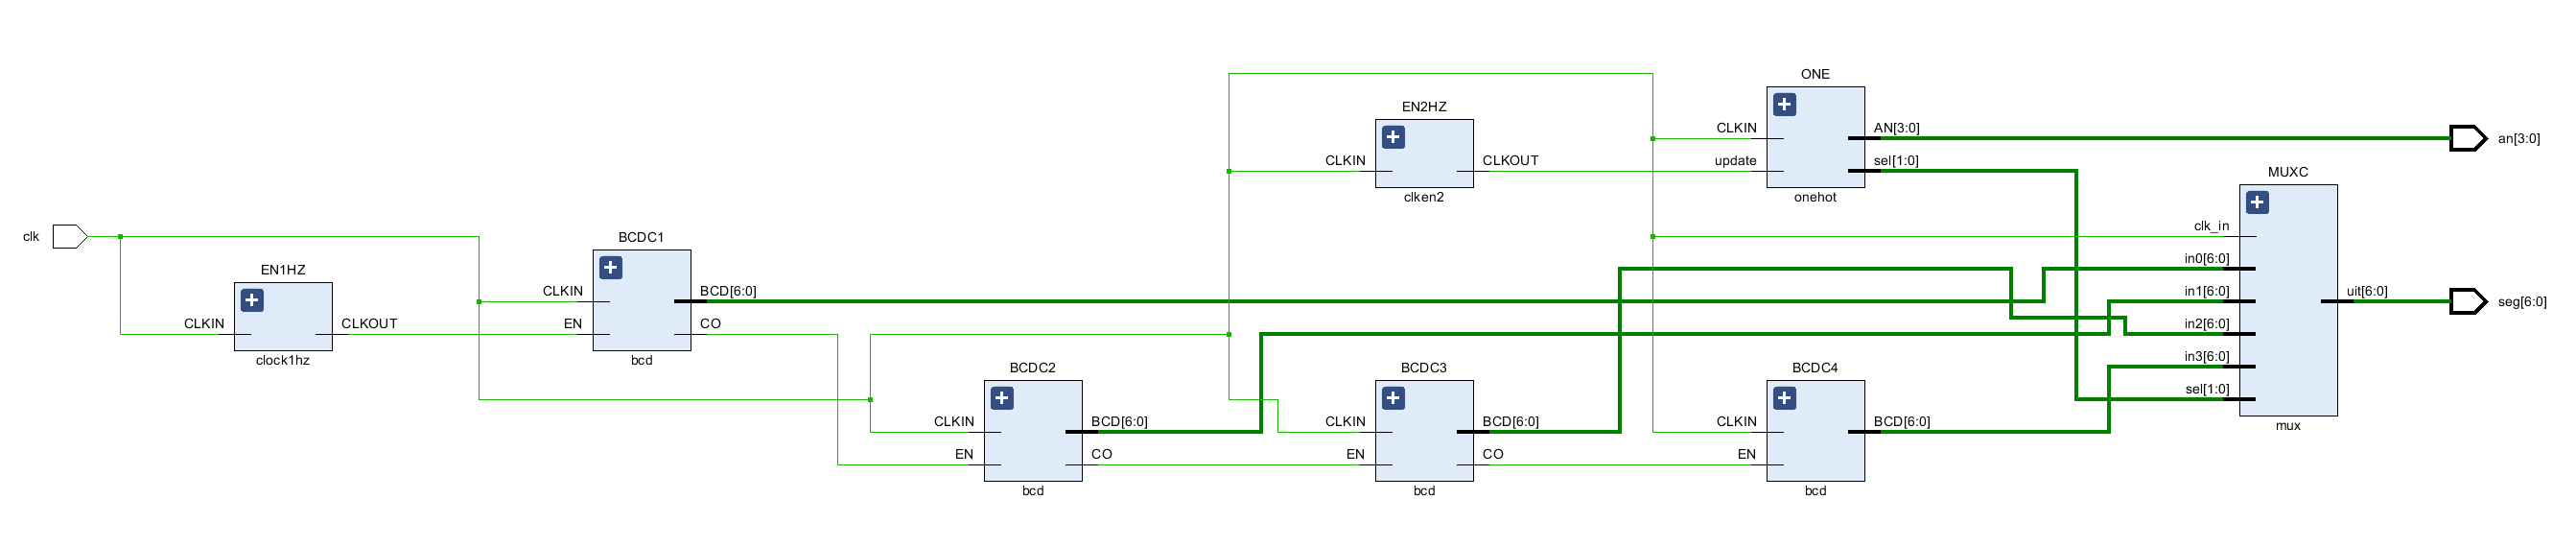 clk
EN1HZ
CLKIN
CLKOUT
clock1hz
BCDC1
CLKIN
EN
BCD[6:0]
CO
bcd
BCDC2
CLKIN
EN
BCD[6:0]
CO
bcd
EN2HZ
CLKIN
CLKOUT
clken2
BCDC3
CLKIN
EN
BCD[6:0]
CO
bcd
ONE
CLKIN
update
AN[3:0]
sel[1:0]
onehot
BCDC4
CLKIN
EN
BCD[6:0]
bcd
MUXC
clk_in
in0[6:0]
in1[6:0]
in2[6:0]
in3[6:0]
sel[1:0]
uit[6:0]
mux
an[3:0]
seg[6:0]